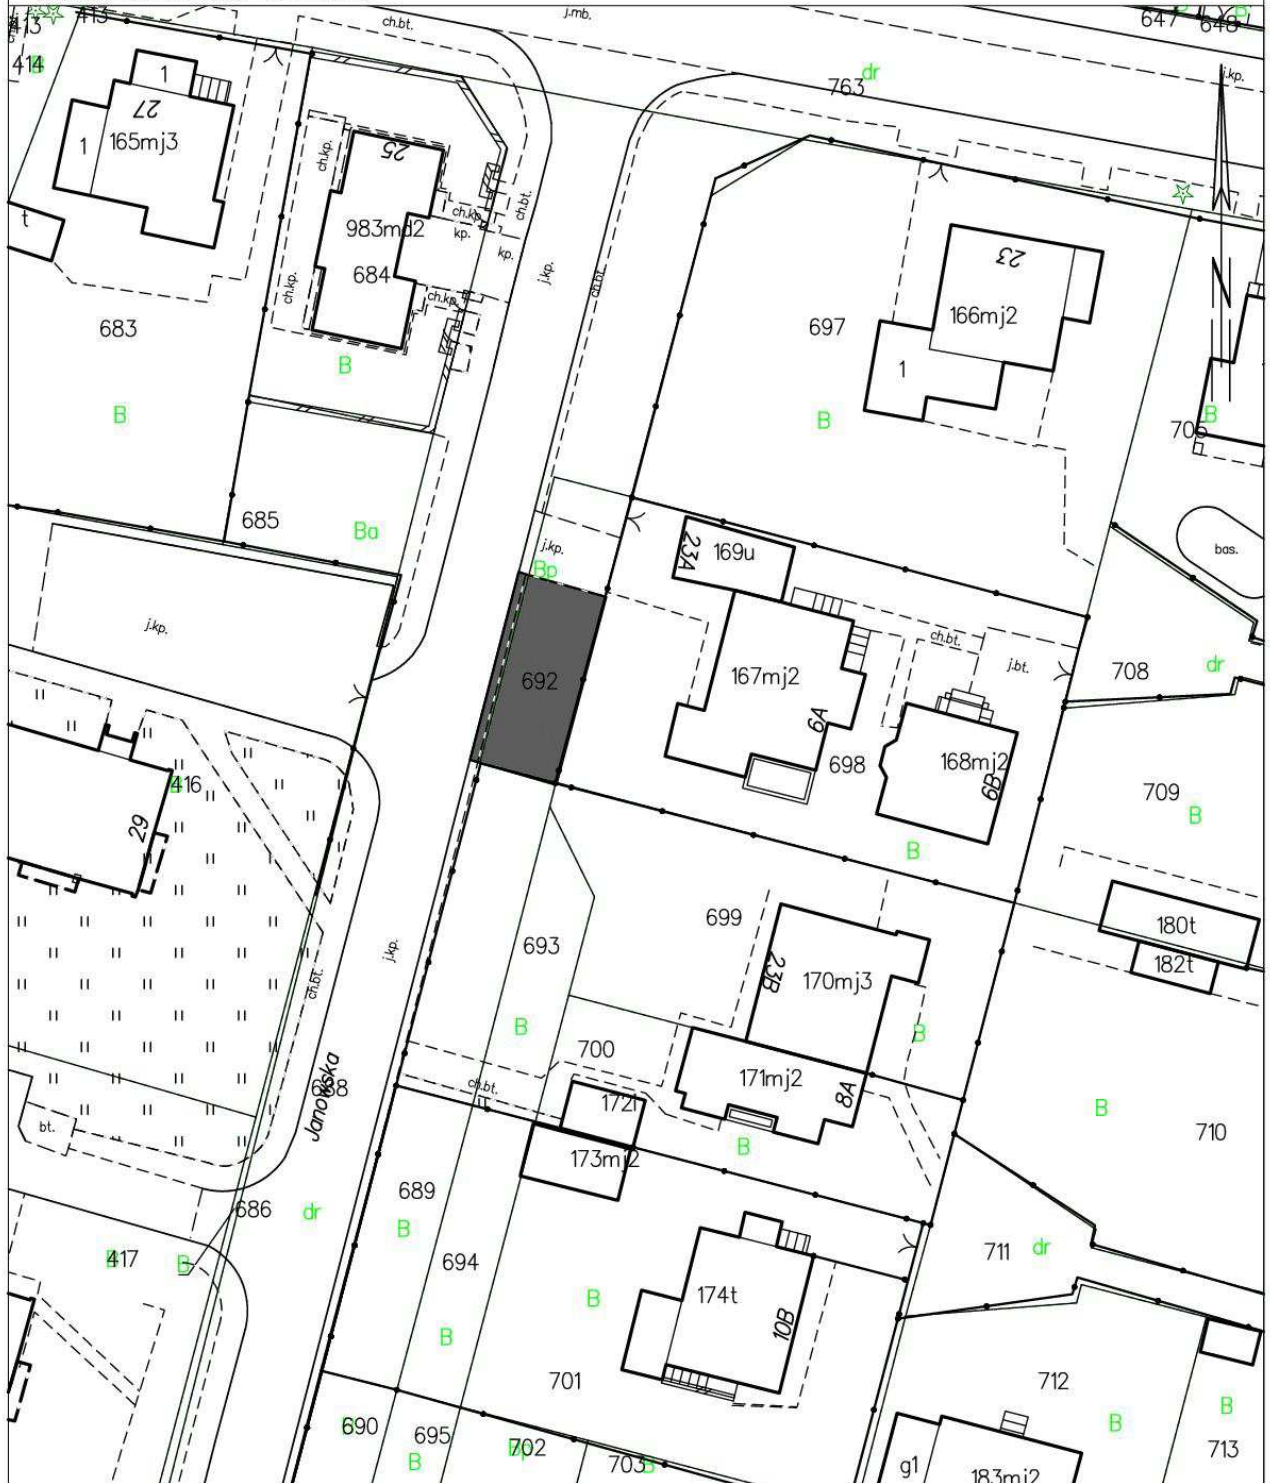 413
413
ch.bt.
j.mb.
647
648
414
B
1
27
165mj3
1
t
25
ch.kp.
983md2
684
ch.kp.
kp.
ch.kp.
ch.kp.
ch.bt.
kp.
j.kp.
ch.bt.
dr
763
j.kp.
683
B
B
697
B
23
166mj2
1
N
B
705
685
Ba
j.kp.
Bp
23A
169u
bas.
j.kp.
692
167mj2
6A
698
ch.bt.
j.bt.
168mj2
6B
B
708
dr
709
B
416
29
j.kp.
ch.bt.
693
B
699
23B
170mj3
B
180t
182t
700
ch.bt.
171mj2
8A
B
172i
173mj2
B
710
Janowska
bt.
686
dr
689
B
694
B
417
B
B
B
174t
10B
701
711
dr
712
B
B
713
690
695
B
702
Bp
703
B
g1
183mj2